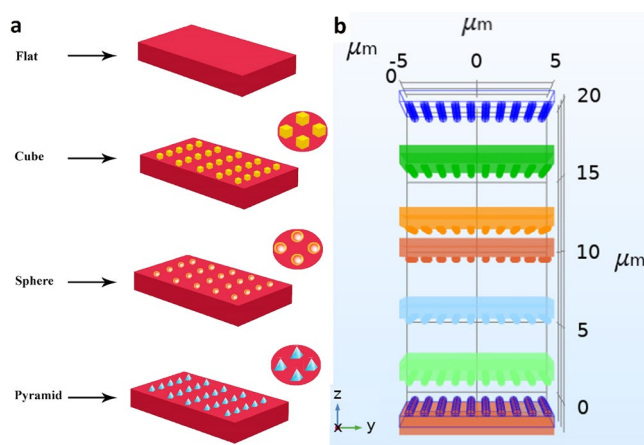 a
Flat
Cube
Sphere
Pyramid
b
μm
μm
-5 0 5
0
20
15
10
μm
5
0
z
x y